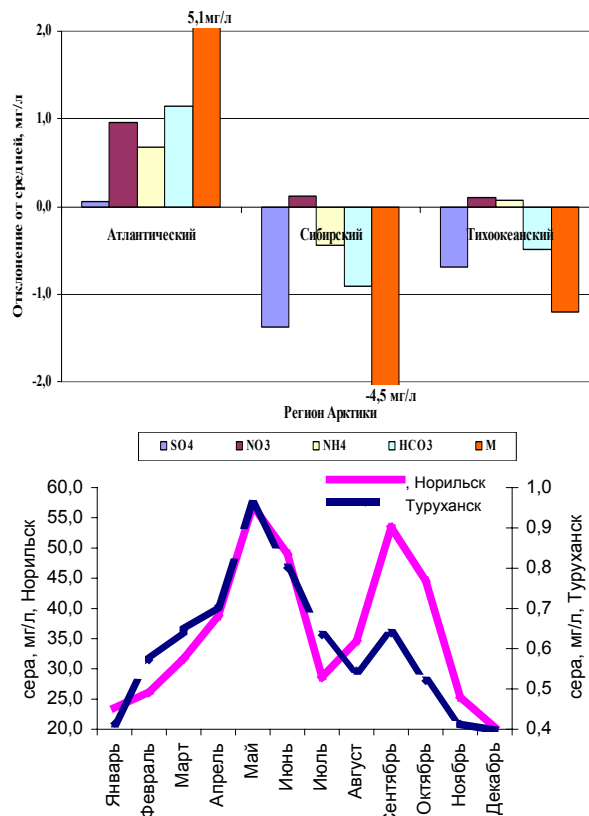 5,1мг/л
2,0
1,0
0,0
-1,0
-2,0
Отклонение от средней, мг/л
Атлантический
Сибирский
Тихоокеанский
-4,5 мг/л
Регион Арктики
SO4 NO3 NH4 HCO3 M
, Норильск
Туруханск
60,0
55,0
50,0
45,0
40,0
35,0
30,0
25,0
20,0
сера, мг/л, Норильск
1,0
0,9
0,8
0,7
0,6
0,5
0,4
сера, мг/л, Туруханск
Январь
Февраль
Март
Апрель
Май
Июнь
Июль
Август
Сентябрь
Октябрь
Ноябрь
Декабрь